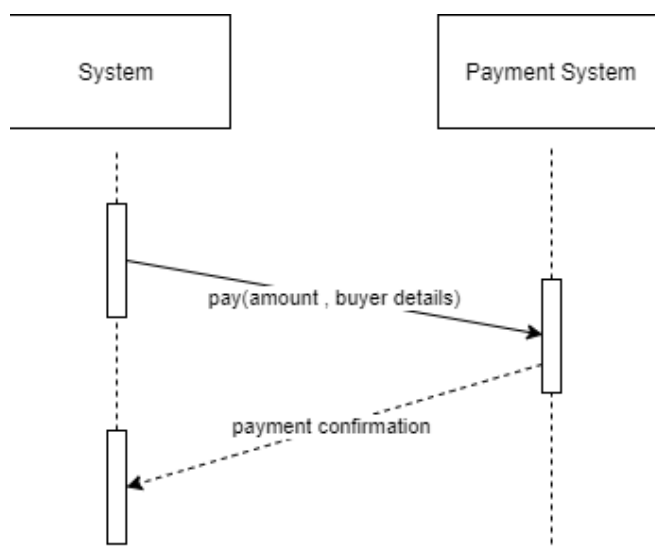 System
Payment System
pay(amount , buyer details)
payment confirmation